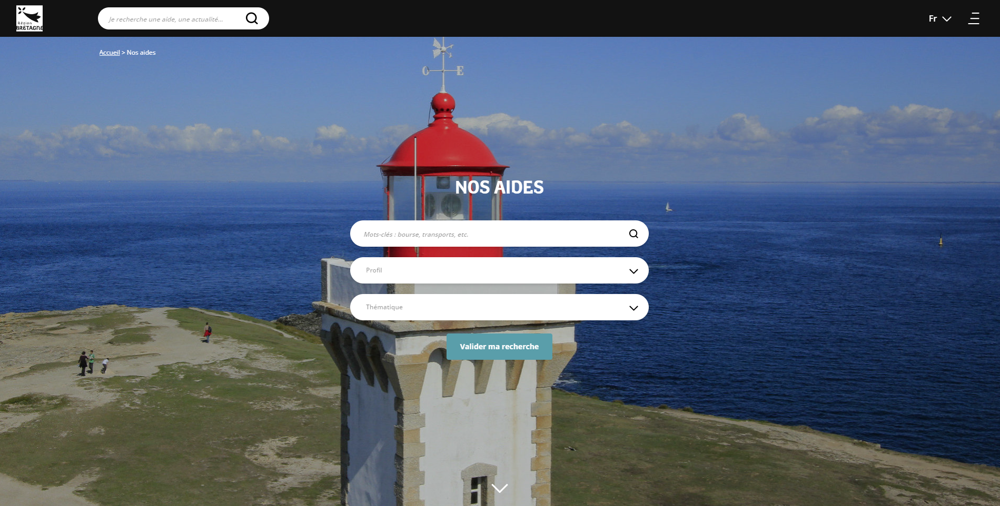 Région
BRETAGNE
Je recherche une aide, une actualité...
Fr
Accueil > Nos aides
O E
NOS AIDES
Mots-clés : bourse, transports, etc.
Profil
Thématique
Valider ma recherche